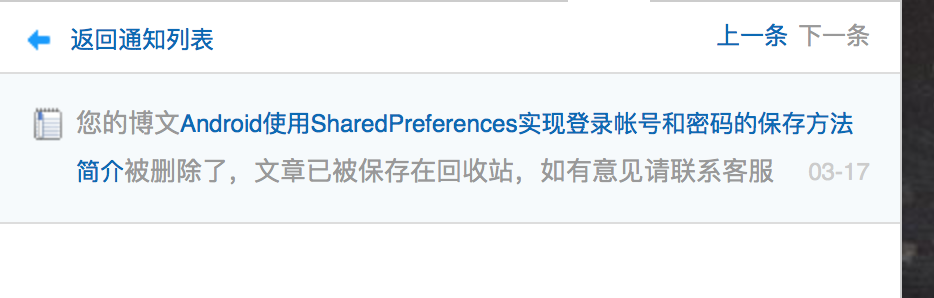 返回通知列表
上一条 下一条
您的博文Android使用SharedPreferences实现登录帐号和密码的保存方法
简介被删除了，文章已被保存在回收站，如有意见请联系客服 03-17